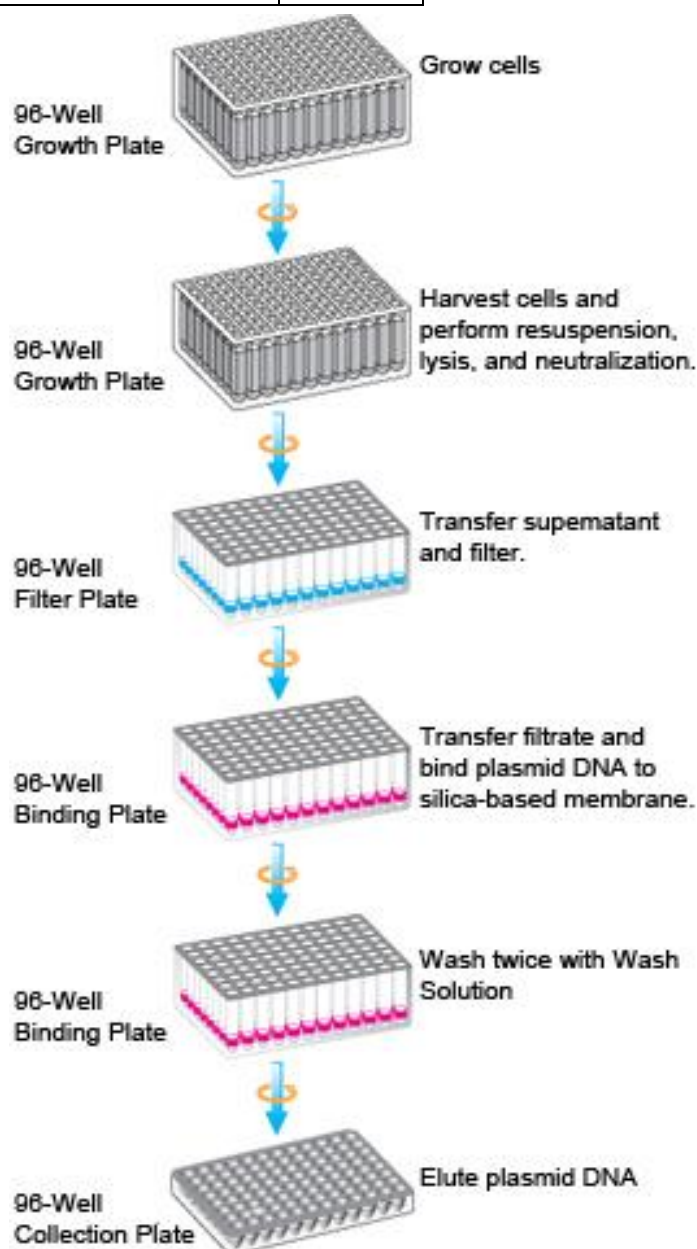 Grow cells
96-Well
Growth Plate
Harvest cells and
perform resuspension,
lysis, and neutralization.
96-Well
Growth Plate
Transfer supematant
and filter.
96-Well
Filter Plate
Transfer filtrate and
bind plasmid DNA to
silica-based membrane.
96-Well
Binding Plate
Wash twice with Wash
Solution
96-Well
Binding Plate
Elute plasmid DNA
96-Well
Collection Plate